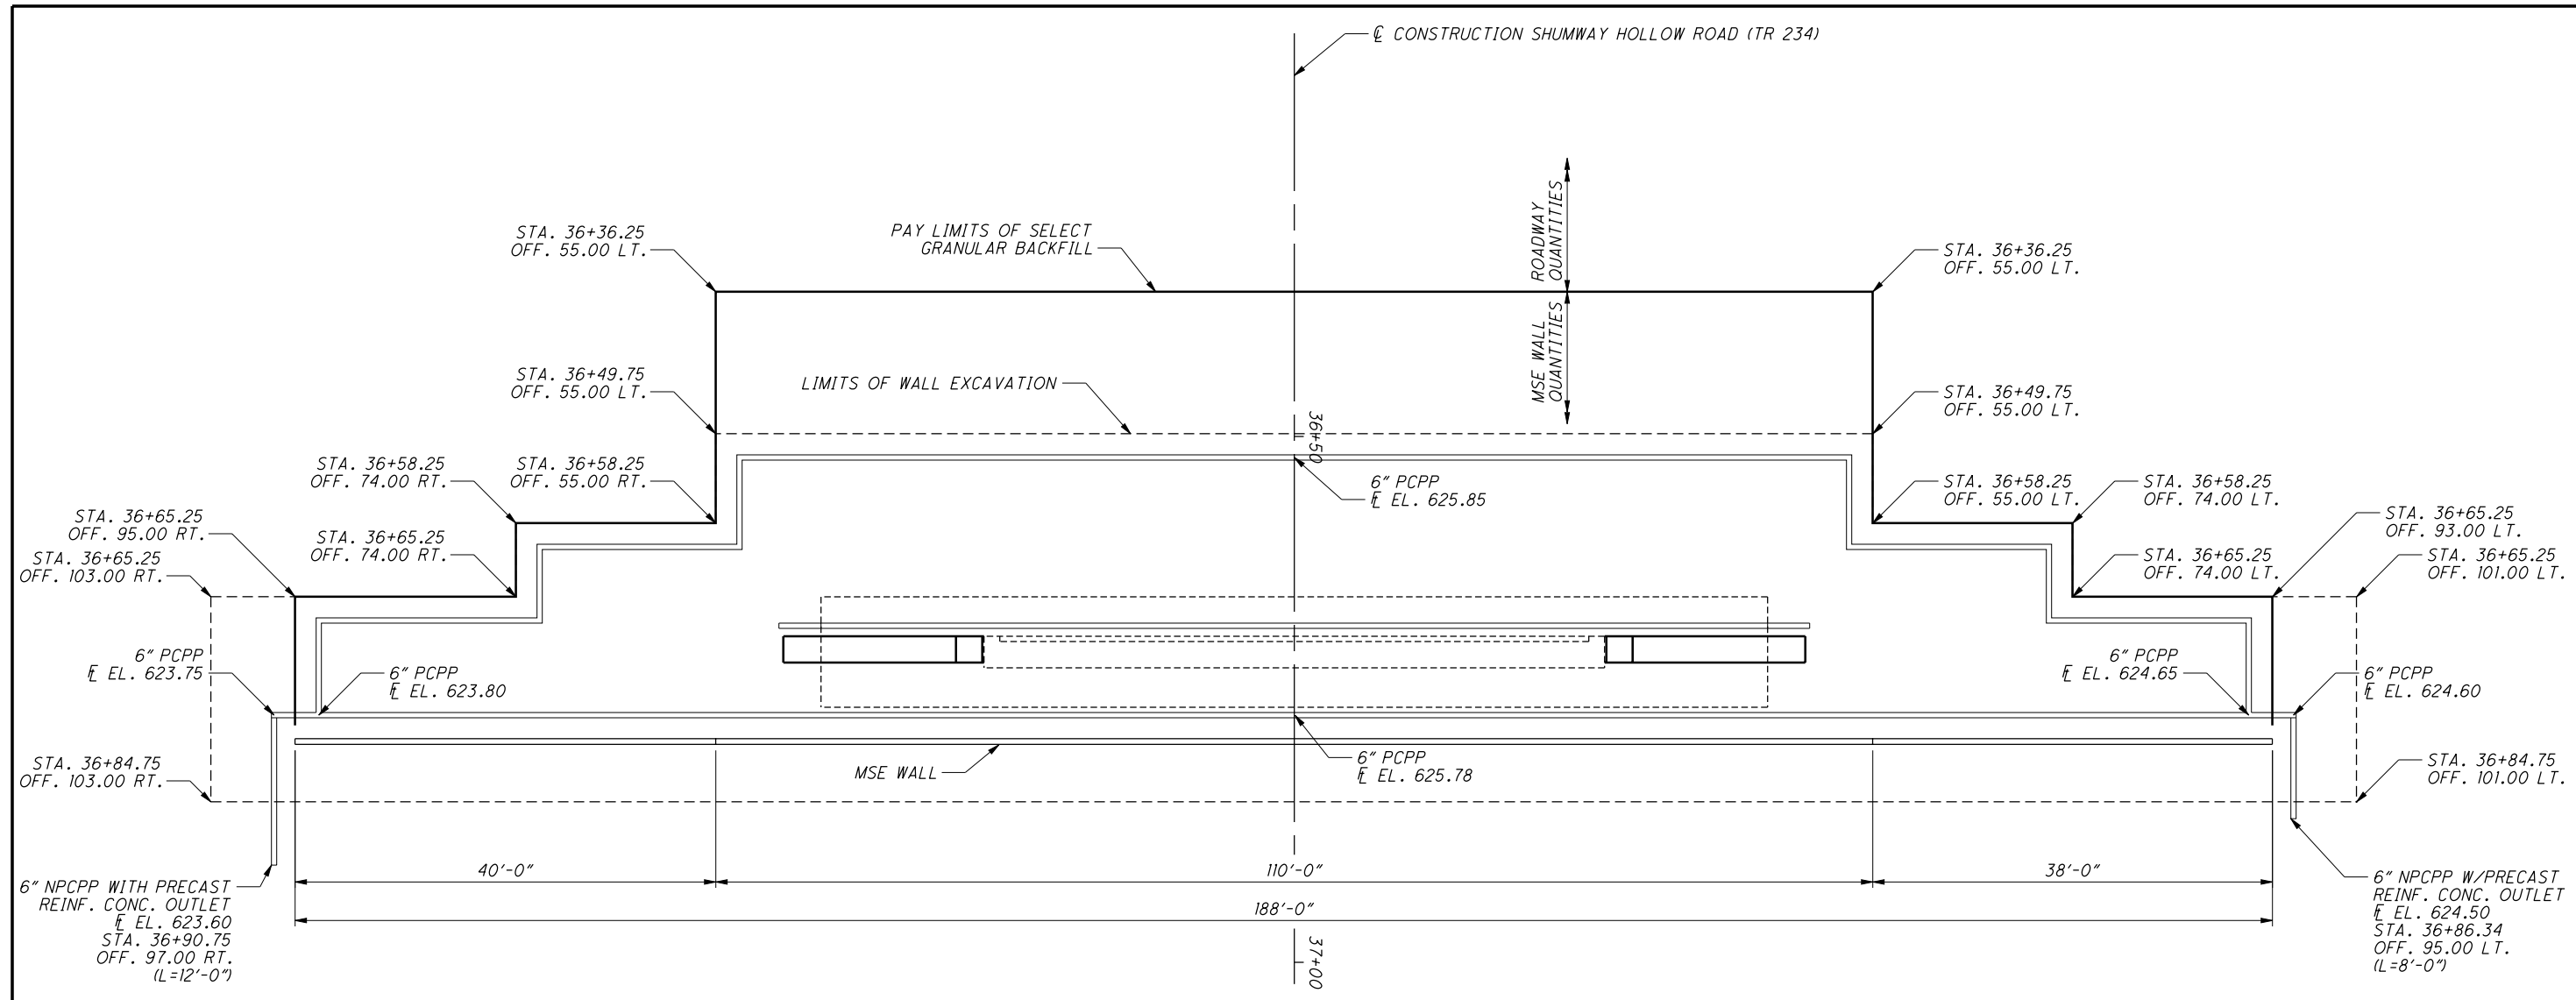 ℄ CONSTRUCTION SHUMWAY HOLLOW ROAD (TR 234)
STA. 36+36.25
OFF. 55.00 LT.
PAY LIMITS OF SELECT
GRANULAR BACKFILL
ROADWAY
QUANTITIES
MSE WALL
QUANTITIES
STA. 36+36.25
OFF. 55.00 LT.
STA. 36+49.75
OFF. 55.00 LT.
LIMITS OF WALL EXCAVATION
36+50
STA. 36+49.75
OFF. 55.00 LT.
STA. 36+58.25
OFF. 74.00 RT.
STA. 36+58.25
OFF. 55.00 RT.
6" PCPP
FL EL. 625.85
STA. 36+58.25
OFF. 55.00 LT.
STA. 36+58.25
OFF. 74.00 LT.
STA. 36+65.25
OFF. 95.00 RT.
STA. 36+65.25
OFF. 74.00 RT.
STA. 36+65.25
OFF. 103.00 RT.
STA. 36+65.25
OFF. 93.00 LT.
STA. 36+65.25
OFF. 74.00 LT.
STA. 36+65.25
OFF. 101.00 LT.
6" PCPP
FL EL. 623.75
6" PCPP
FL EL. 623.80
6" PCPP
FL EL. 624.65
6" PCPP
FL EL. 624.60
STA. 36+84.75
OFF. 103.00 RT.
MSE WALL
6" PCPP
FL EL. 625.78
STA. 36+84.75
OFF. 101.00 LT.
40'-0"
110'-0"
38'-0"
188'-0"
6" NPCPP WITH PRECAST
REINF. CONC. OUTLET
FL EL. 623.60
STA. 36+90.75
OFF. 97.00 RT.
(L=12'-0")
37+00
6" NPCPP W/PRECAST
REINF. CONC. OUTLET
FL EL. 624.50
STA. 36+86.34
OFF. 95.00 LT.
(L=8'-0")